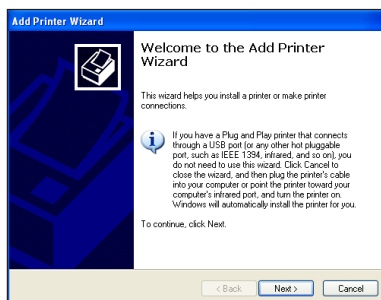 Add Printer Wizard
Welcome to the Add Printer
Wizard
This wizard helps you install a printer or make printer
connections.
If you have a Plug and Play printer that connects
through a USB port (or any other hot pluggable
port, such as IEEE 1394, infrared, and so on), you
do not need to use this wizard. Click Cancel to
close the wizard, and then plug the printer's cable
into your computer or point the printer toward your
computer's infrared port, and turn the printer on.
Windows will automatically install the printer for you.
To continue, click Next.
< Back
Next >
Cancel